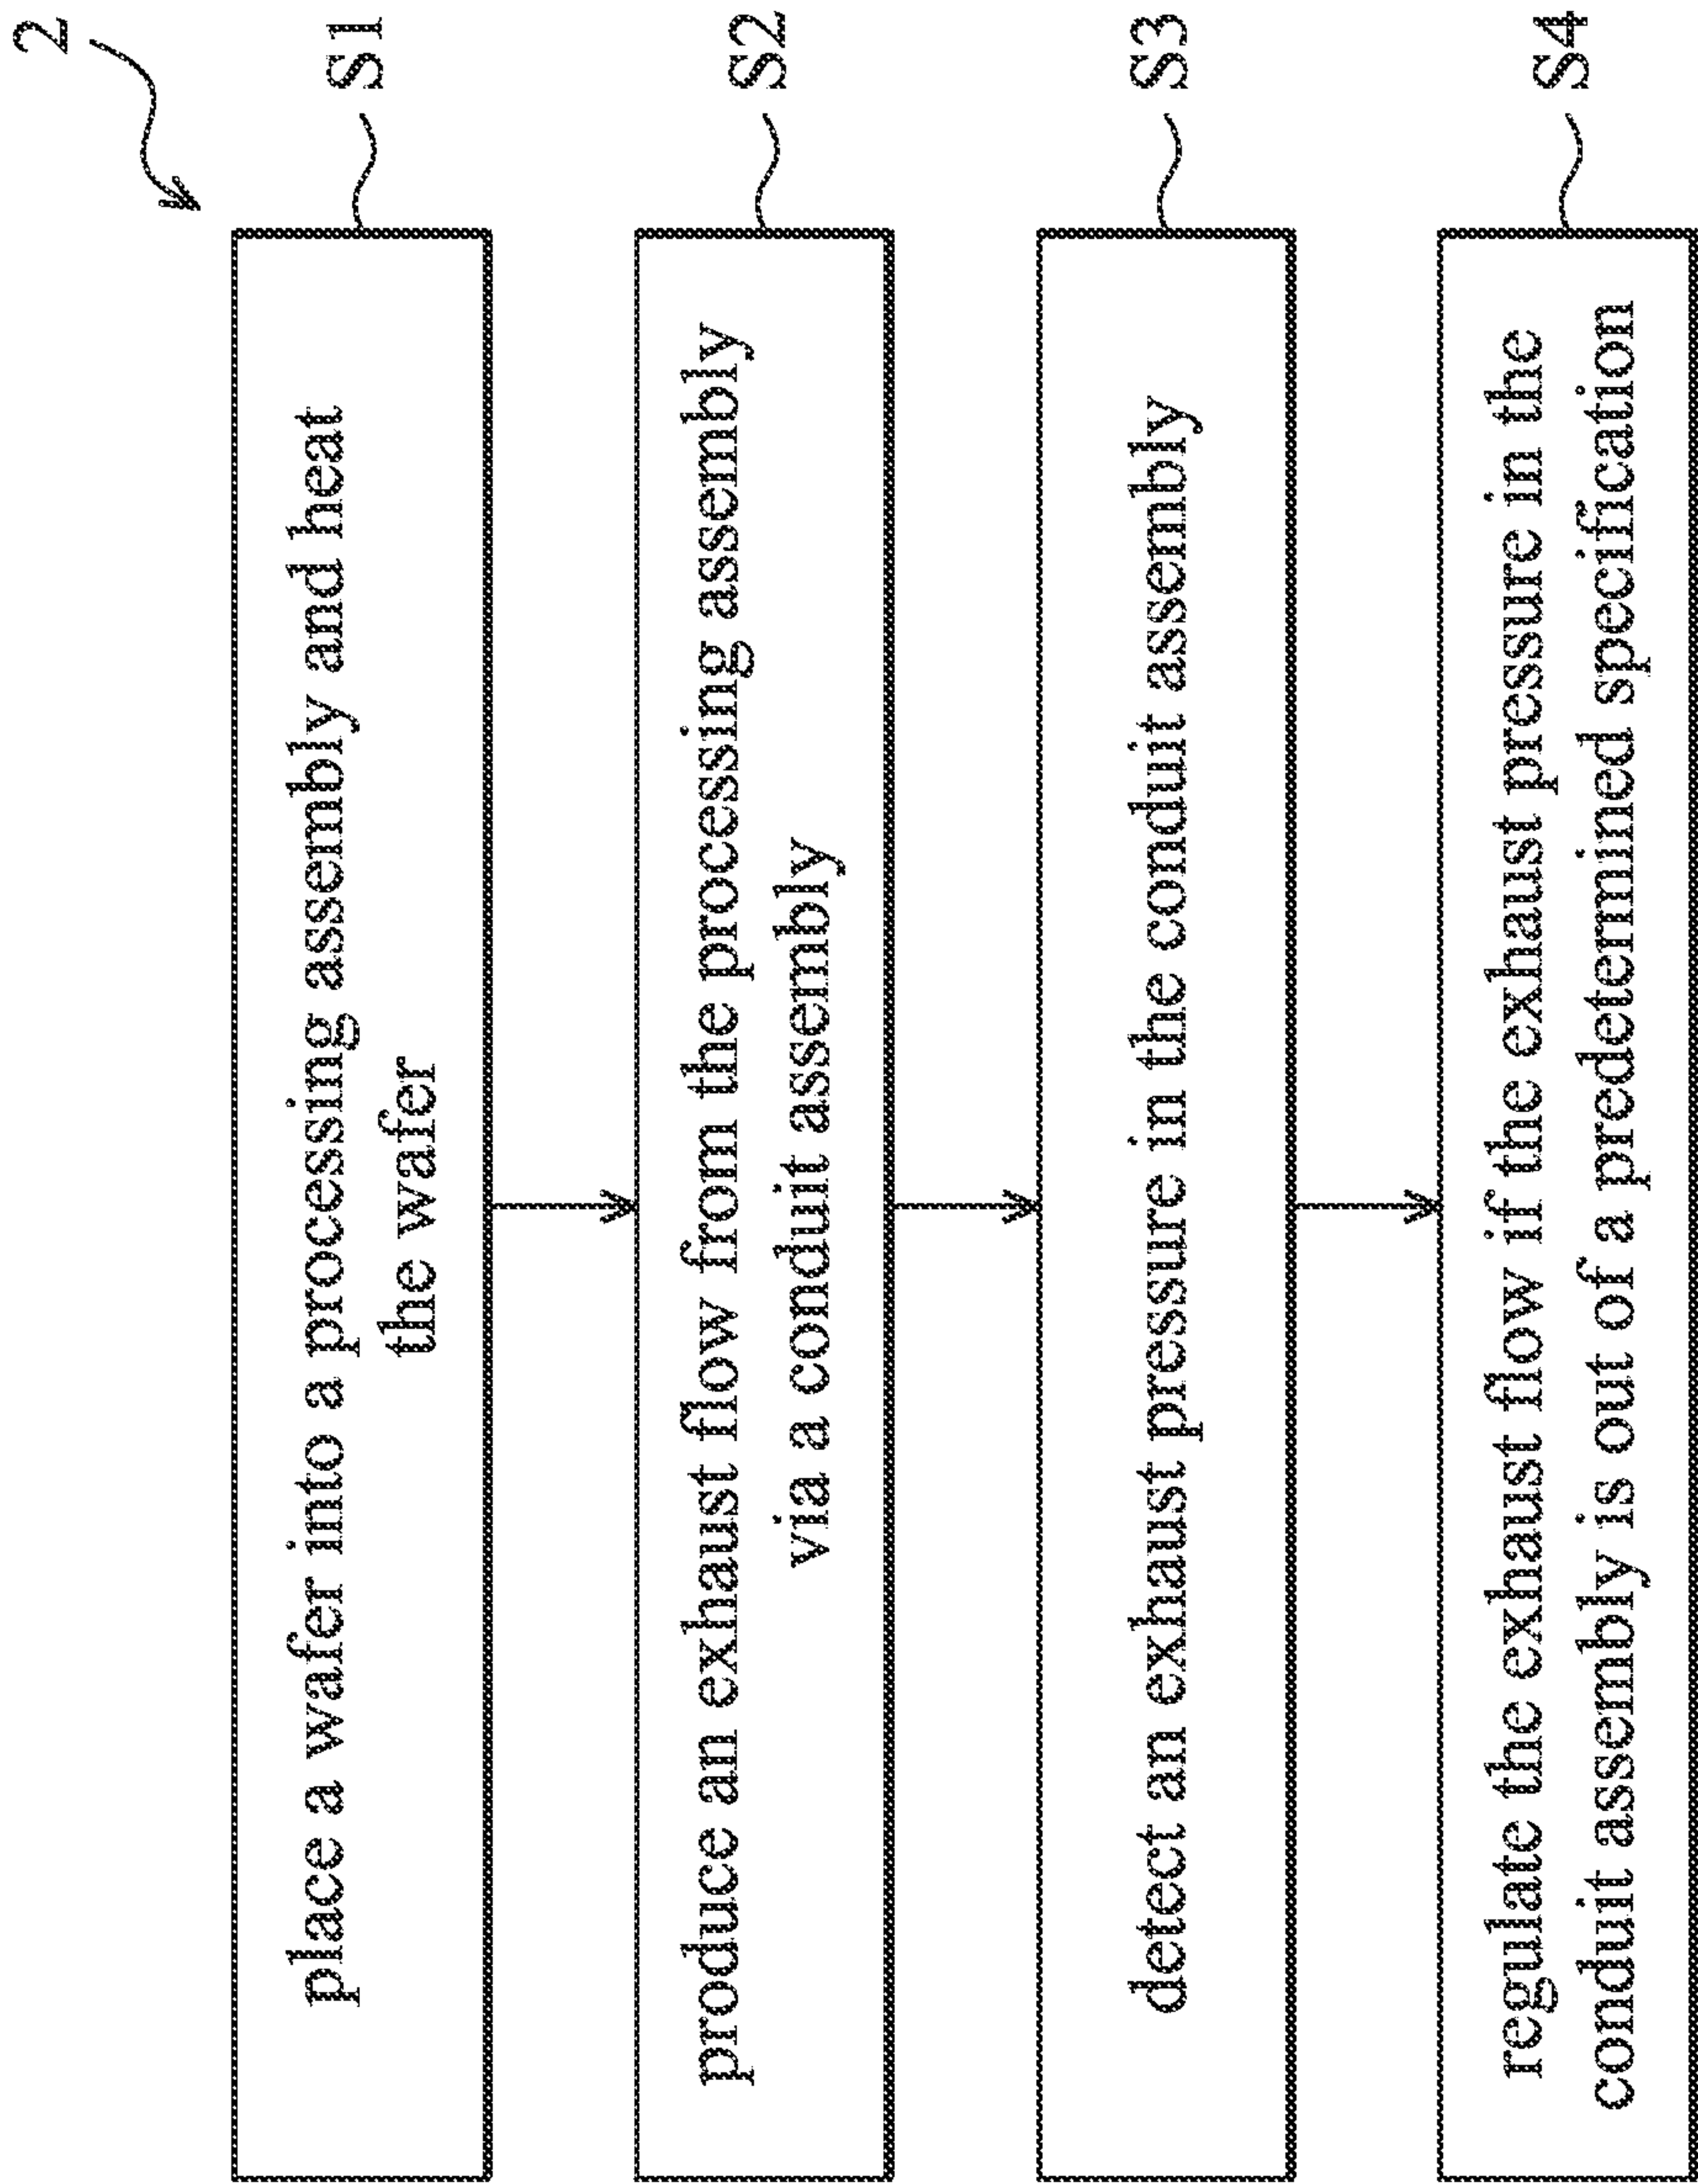 2
place a wafer into a processing assembly and heat
the wafer
S1
produce an exhaust flow from the processing assembly
via a conduit assembly
S2
detect an exhaust pressure in the conduit assembly
S3
regulate the exhaust flow if the exhaust pressure in the
conduit assembly is out of a predetermined specification
S4